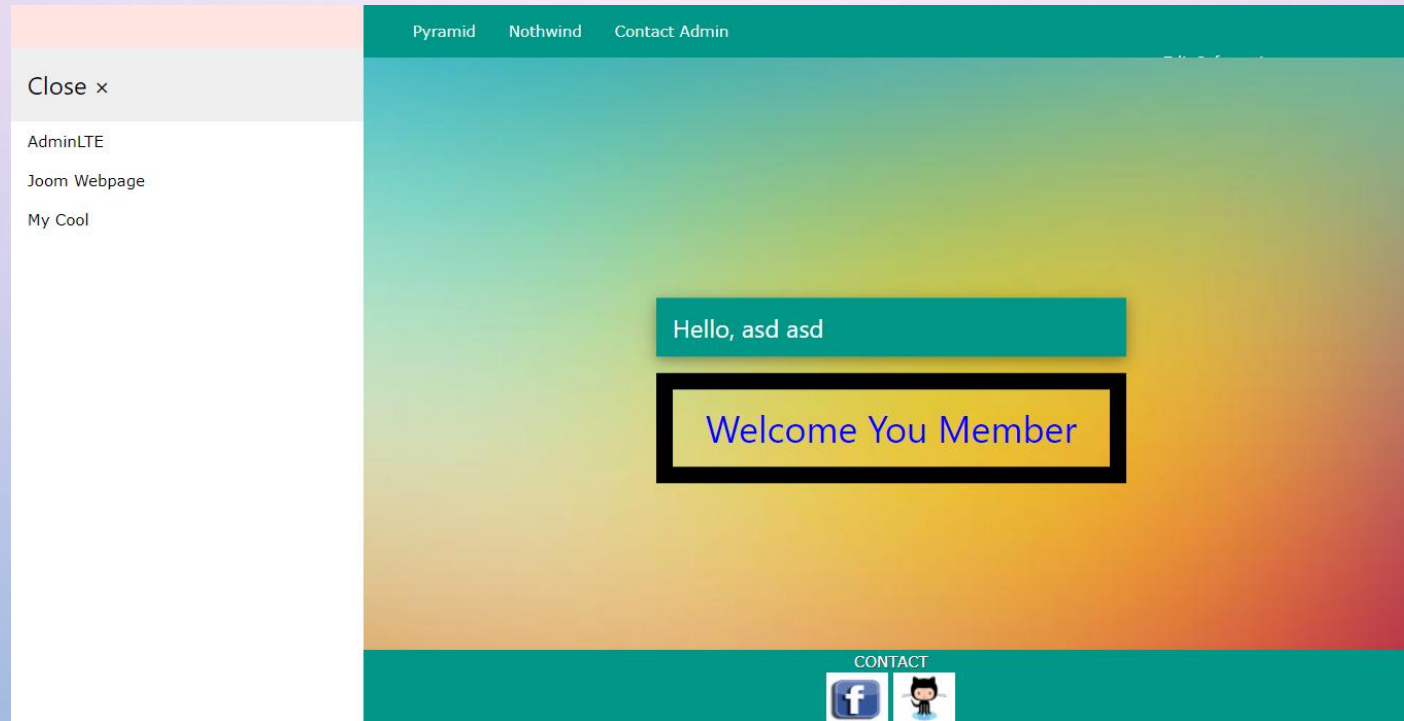 Pyramid Nothwind Contact Admin
Close ×
AdminLTE
Joom Webpage
My Cool
Hello, asd asd
Welcome You Member
CONTACT
f